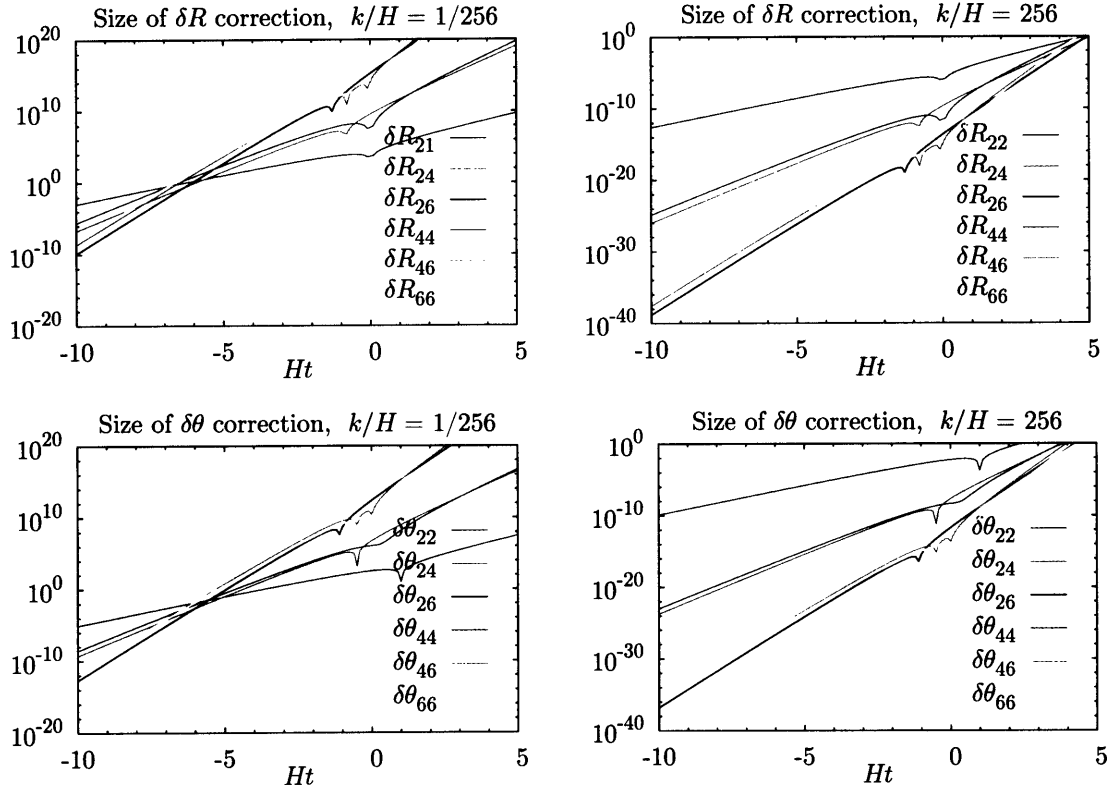 Size of δR correction, k/H = 1/256
10^20
10^10
10^0
10^-10
10^-20
δR_21
δR_24
δR_26
δR_44
δR_46
δR_66
-10 -5 0 5
Ht
Size of δR correction, k/H = 256
10^0
10^-10
10^-20
10^-30
10^-40
δR_22
δR_24
δR_26
δR_44
δR_46
δR_66
-10 -5 0 5
Ht
Size of δθ correction, k/H = 1/256
10^20
10^10
10^0
10^-10
10^-20
δθ_22
δθ_24
δθ_26
δθ_44
δθ_46
δθ_66
-10 -5 0 5
Ht
Size of δθ correction, k/H = 256
10^0
10^-10
10^-20
10^-30
10^-40
δθ_22
δθ_24
δθ_26
δθ_44
δθ_46
δθ_66
-10 -5 0 5
Ht